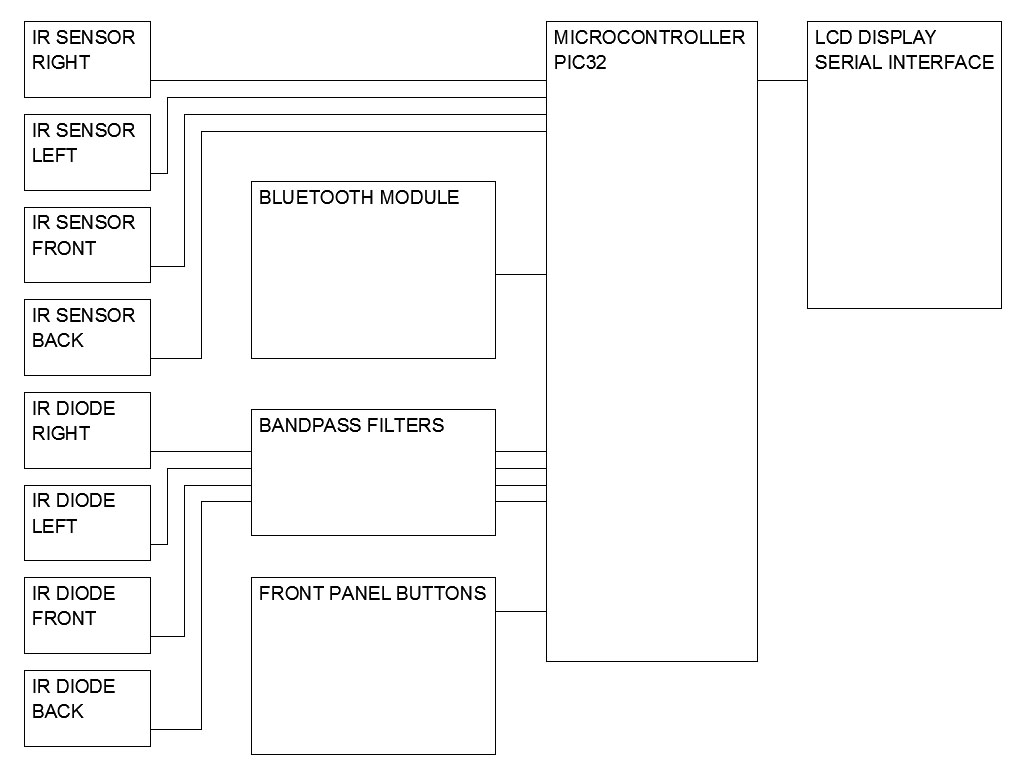 IR SENSOR
RIGHT
IR SENSOR
LEFT
IR SENSOR
FRONT
IR SENSOR
BACK
IR DIODE
RIGHT
IR DIODE
LEFT
IR DIODE
FRONT
IR DIODE
BACK
BLUETOOTH MODULE
BANDPASS FILTERS
FRONT PANEL BUTTONS
MICROCONTROLLER
PIC32
LCD DISPLAY
SERIAL INTERFACE